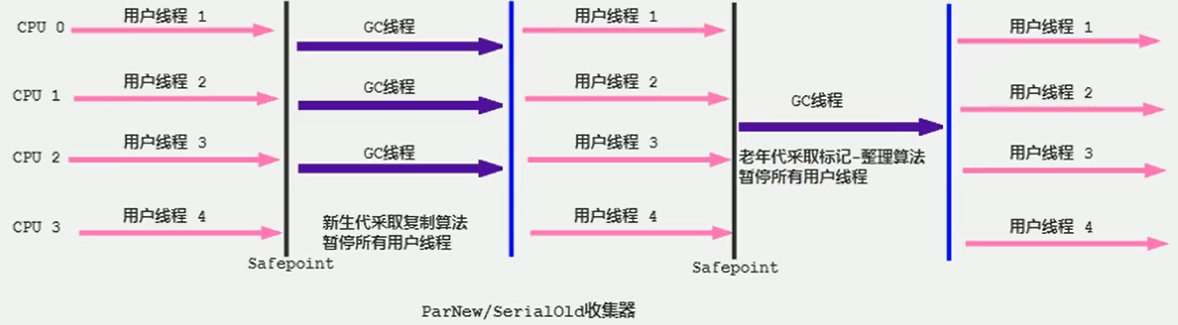 CPU 0
用户线程 1
GC线程
用户线程 1
用户线程 1
CPU 1
用户线程 2
GC线程
用户线程 2
GC线程
用户线程 2
CPU 2
用户线程 3
GC线程
用户线程 3
老年代采取标记-整理算法
暂停所有用户线程
用户线程 3
CPU 3
用户线程 4
新生代采取复制算法
暂停所有用户线程
用户线程 4
用户线程 4
Safepoint
Safepoint
ParNew/SerialOld收集器